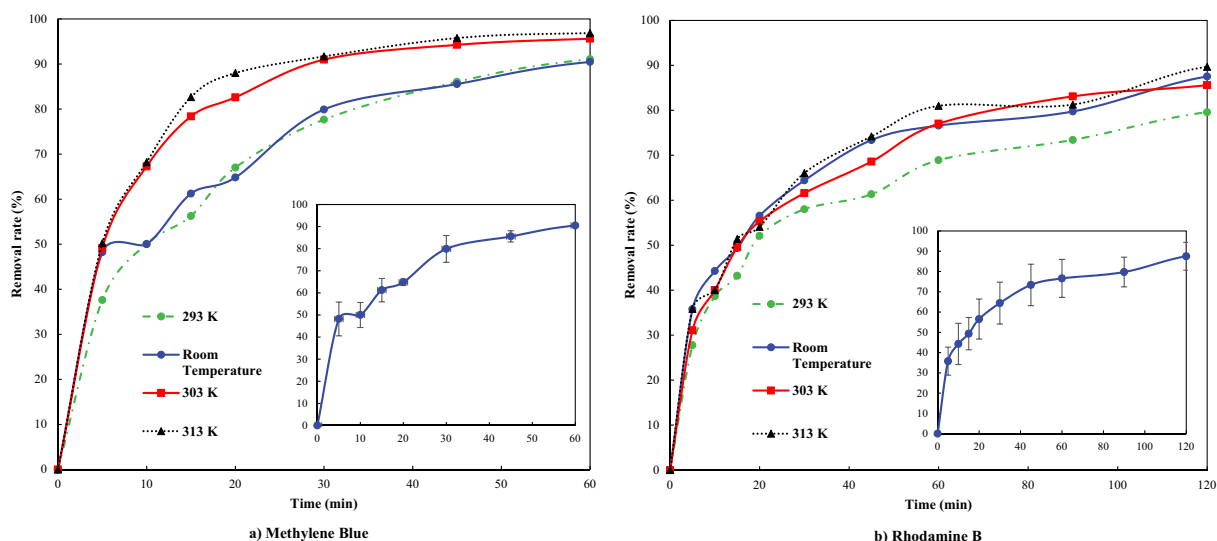 100
90
80
70
60
50
40
30
20
10
0
Removal rate (%)
0 10 20 30 40 50 60
Time (min)
293 K
Room
Temperature
303 K
313 K
100
90
80
70
60
50
40
30
20
10
0
0 10 20 30 40 50 60
a) Methylene Blue
100
90
80
70
60
50
40
30
20
10
0
Removal rate (%)
0 20 40 60 80 100 120
Time (min)
293 K
Room
Temperature
303 K
313 K
100
90
80
70
60
50
40
30
20
10
0
0 20 40 60 80 100 120
b) Rhodamine B